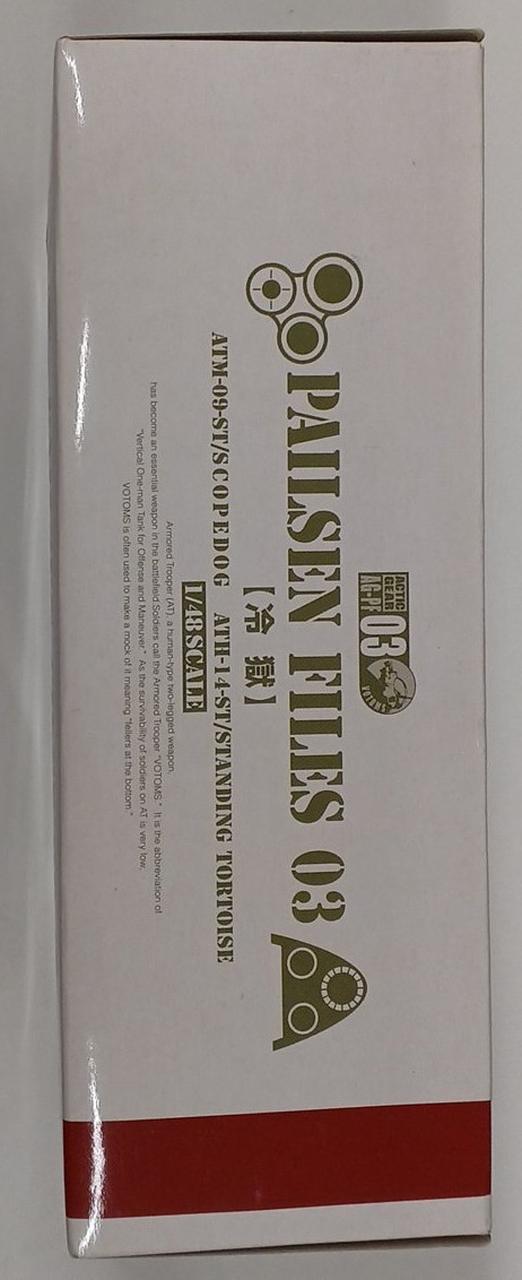 ACTIC
GEAR
AG-PF
03
VOTOMS
PAILSEN FILES 03
【冷 獄】
ATM-09-ST/SCOPEDOG ATH-14-ST/STANDING TORTOISE
1/48SCALE
Armored Trooper (AT), a human-type two-legged weapon,
has become an essential weapon in the battlefield.Soldiers call the Armored Trooper "VOTOMS." It is the abbreviation of
"Vertical One-man Tank for Offense and Maneuver." As the survivability of soldiers on AT is very low,
VOTOMS is often used to make a mock of it meaning "fellers at the bottom."